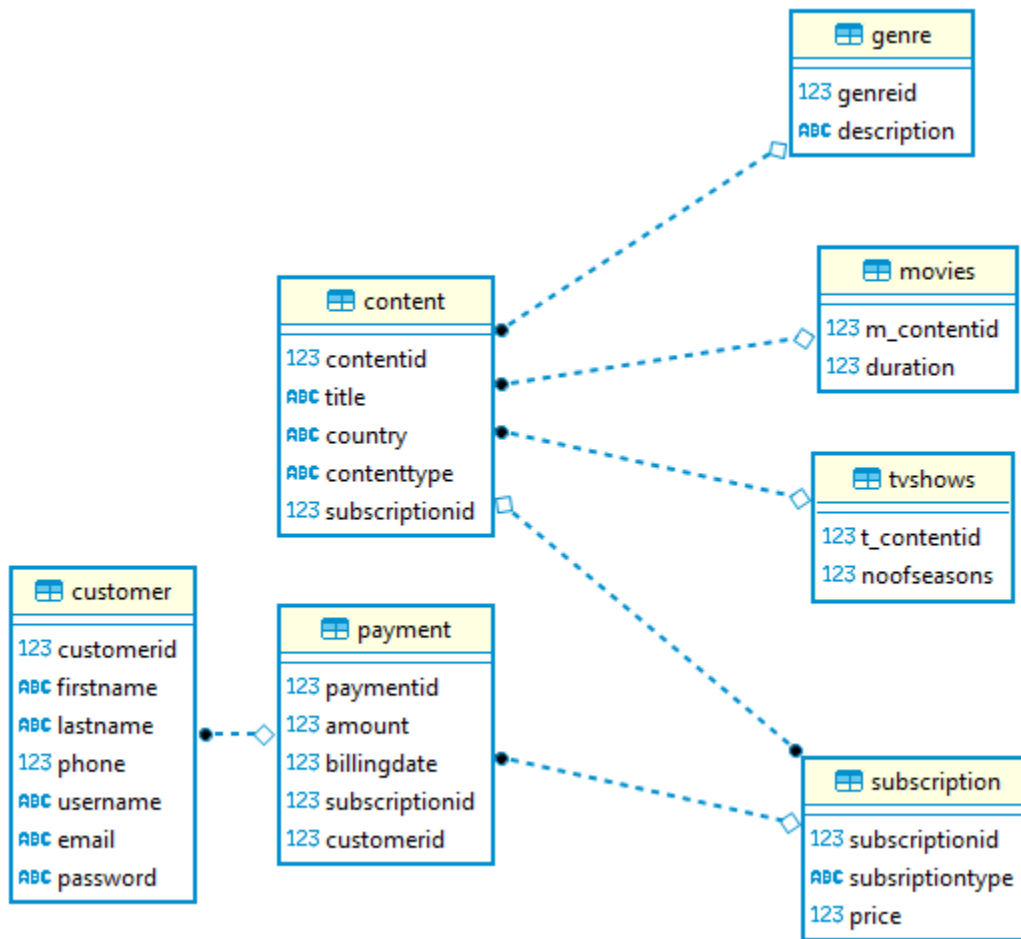 genre
123 genreid
ABC description
movies
123 m_contentid
123 duration
content
123 contentid
ABC title
ABC country
ABC contenttype
123 subscriptionid
tvshows
123 t_contentid
123 noofseasons
customer
123 customerid
ABC firstname
ABC lastname
123 phone
ABC username
ABC email
ABC password
payment
123 paymentid
123 amount
123 billingdate
123 subscriptionid
123 customerid
subscription
123 subscriptionid
ABC subsriptiontype
123 price